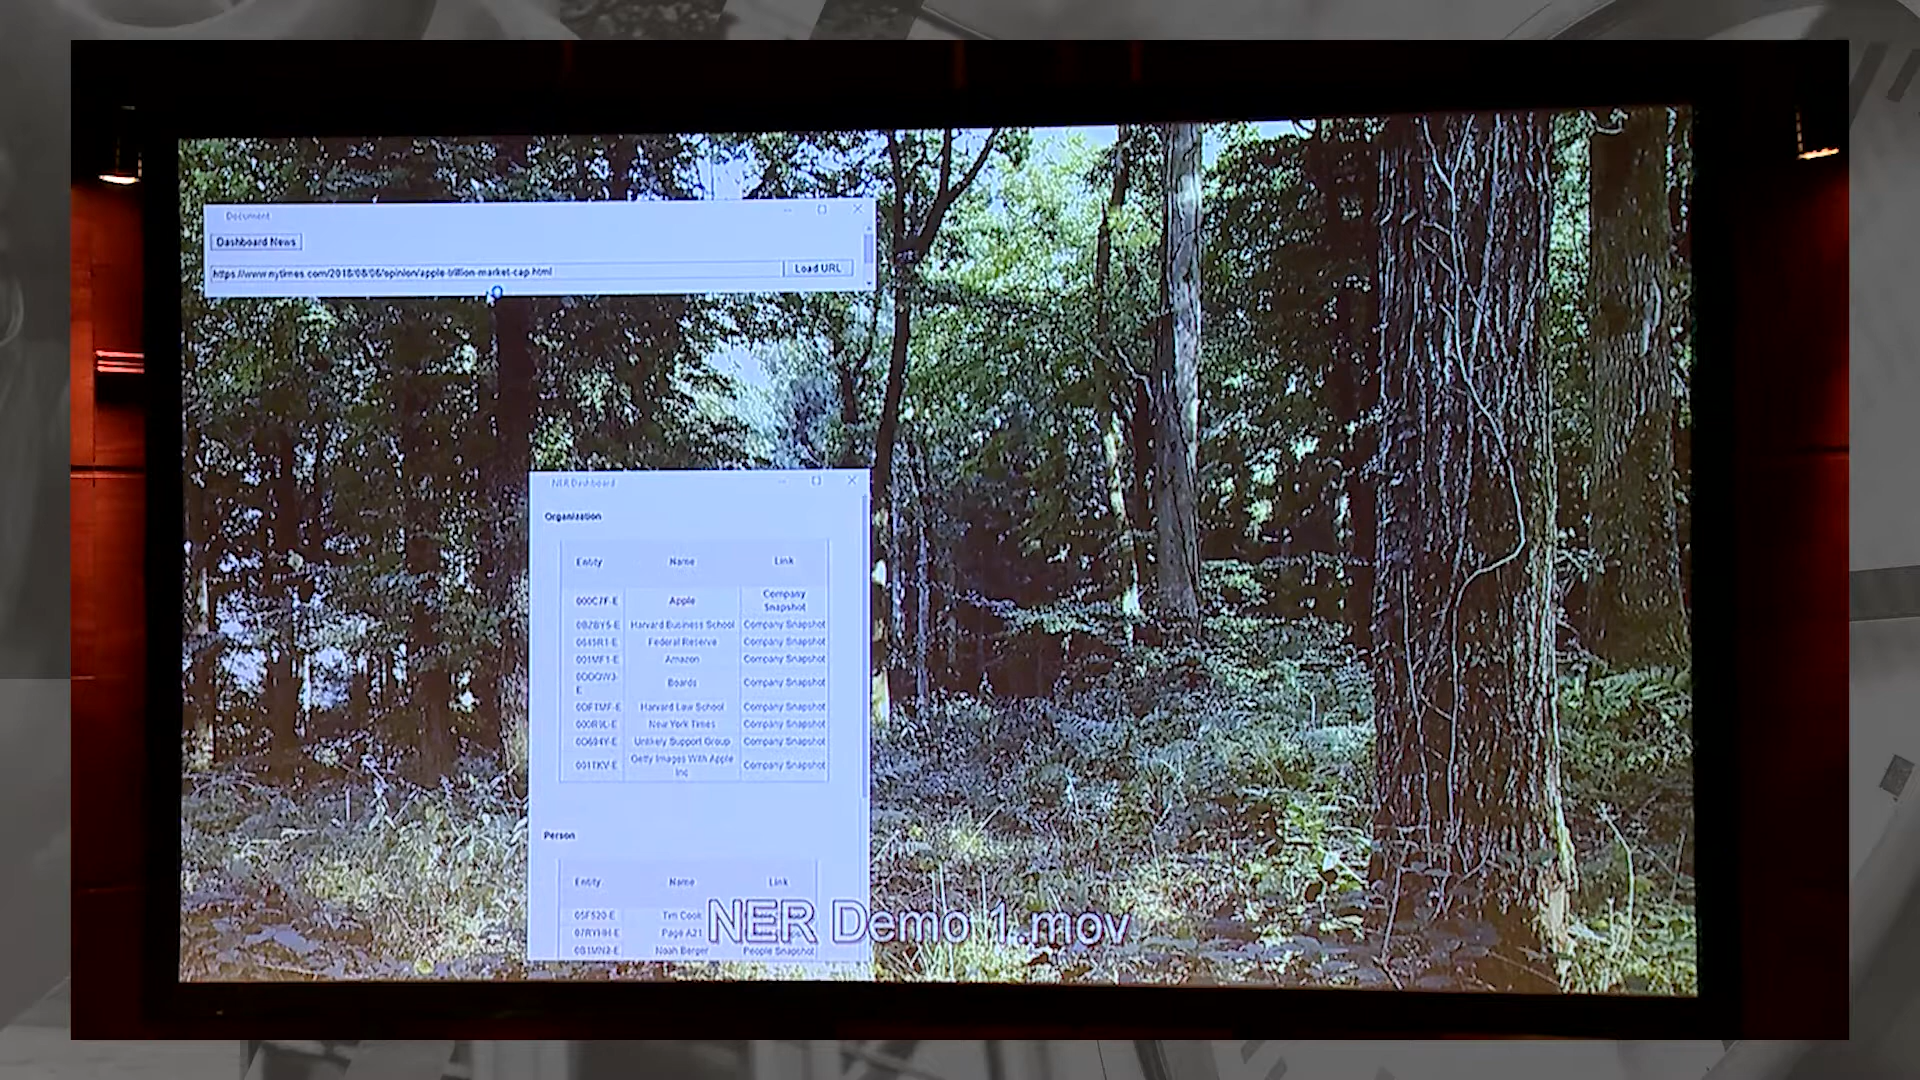 Document
Dashboard News
https://www.nytimes.com/2018/08/06/opinion/apple-trillion-market-cap.html Load URL
NER Dashboard
Organization
Entity Name Link
000C7F-E Apple Company Snapshot
Harvard Business School Company Snapshot
Federal Reserve Company Snapshot
001MF1-E Amazon Company Snapshot
Boards Company Snapshot
Harvard Law School Company Snapshot
New York Times Company Snapshot
Unlikely Support Group Company Snapshot
Getty Images With Apple Inc Company Snapshot
Person
Entity Name Link
05F520-E Tim Cook
Page A21
Noah Berger People Snapshot
NER Demo 1.mov